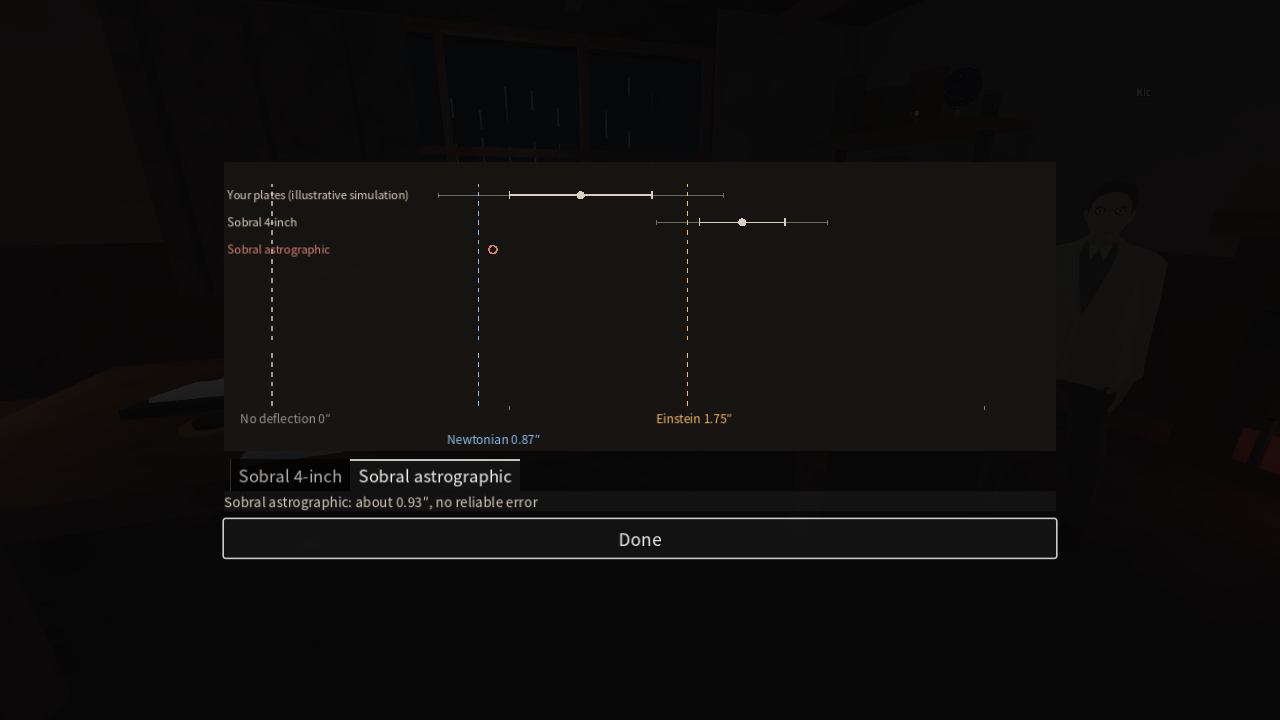 Kit
Your plates (illustrative simulation)
Sobral 4-inch
Sobral astrographic
No deflection 0″
Einstein 1.75″
Newtonian 0.87″
Sobral 4-inch
Sobral astrographic
Sobral astrographic: about 0.93″, no reliable error
Done